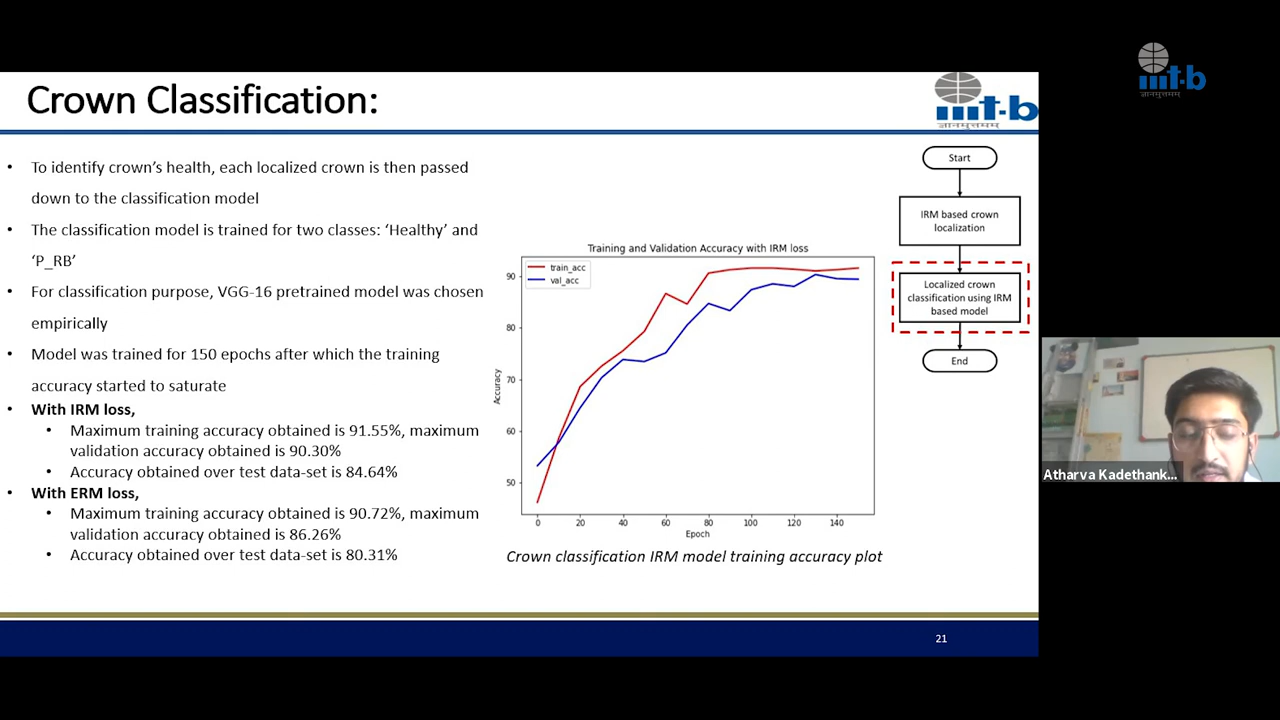 Crown Classification:
iiit-b
ज्ञानमुत्तमम्
iiit-b
ज्ञानमुत्तमम्
• To identify crown's health, each localized crown is then passed
down to the classification model
• The classification model is trained for two classes: ‘Healthy’ and
‘P_RB’
• For classification purpose, VGG-16 pretrained model was chosen
empirically
• Model was trained for 150 epochs after which the training
accuracy started to saturate
• With IRM loss,
• Maximum training accuracy obtained is 91.55%, maximum
validation accuracy obtained is 90.30%
• Accuracy obtained over test data-set is 84.64%
• With ERM loss,
• Maximum training accuracy obtained is 90.72%, maximum
validation accuracy obtained is 86.26%
• Accuracy obtained over test data-set is 80.31%
Training and Validation Accuracy with IRM loss
train_acc
val_acc
90
80
70
60
50
Accuracy
0 20 40 60 80 100 120 140
Epoch
Crown classification IRM model training accuracy plot
Start
IRM based crown
localization
Localized crown
classification using IRM
based model
End
Atharva Kadethank...
21